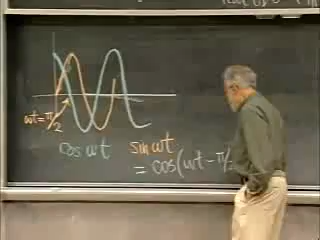 ωt = π/2
cos ωt
sin ωt
= cos(ωt - π/2